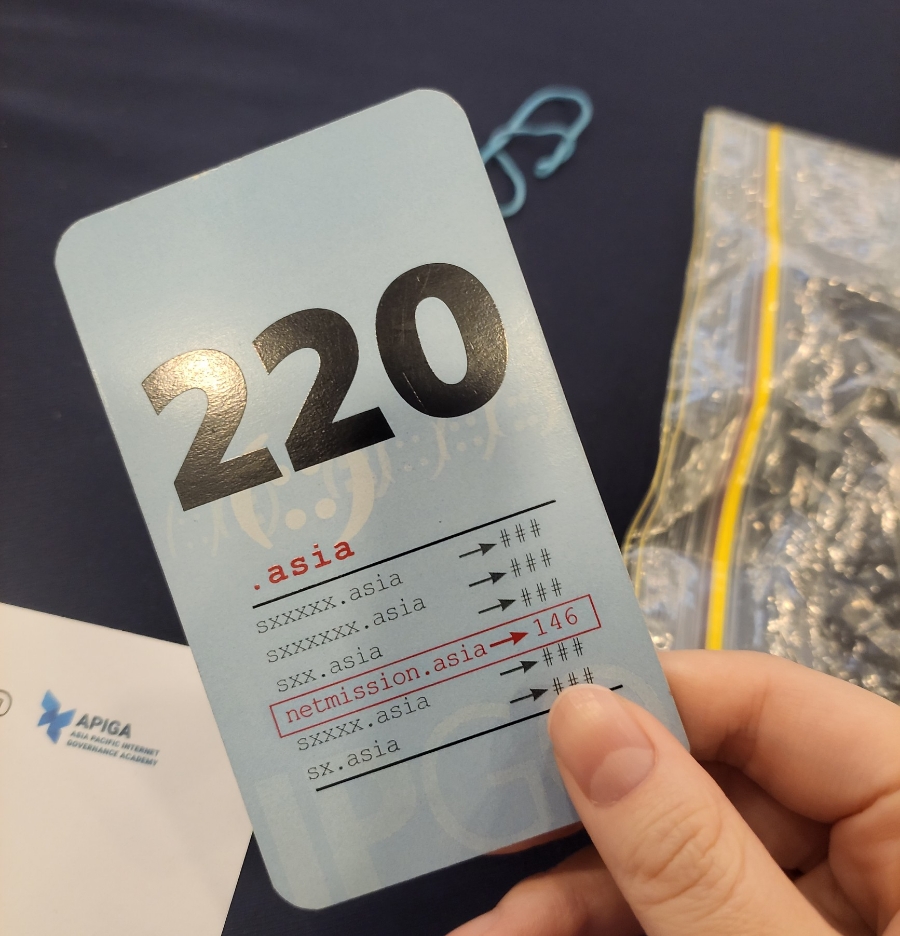 220
.asia
sxxxxx.asia → ###
sxxxxxx.asia → ###
sxx.asia → ###
netmission.asia → 146
sxxxx.asia → ###
sx.asia → ###
IPGO
APIGA
ASIA PACIFIC INTERNET
GOVERNANCE ACADEMY